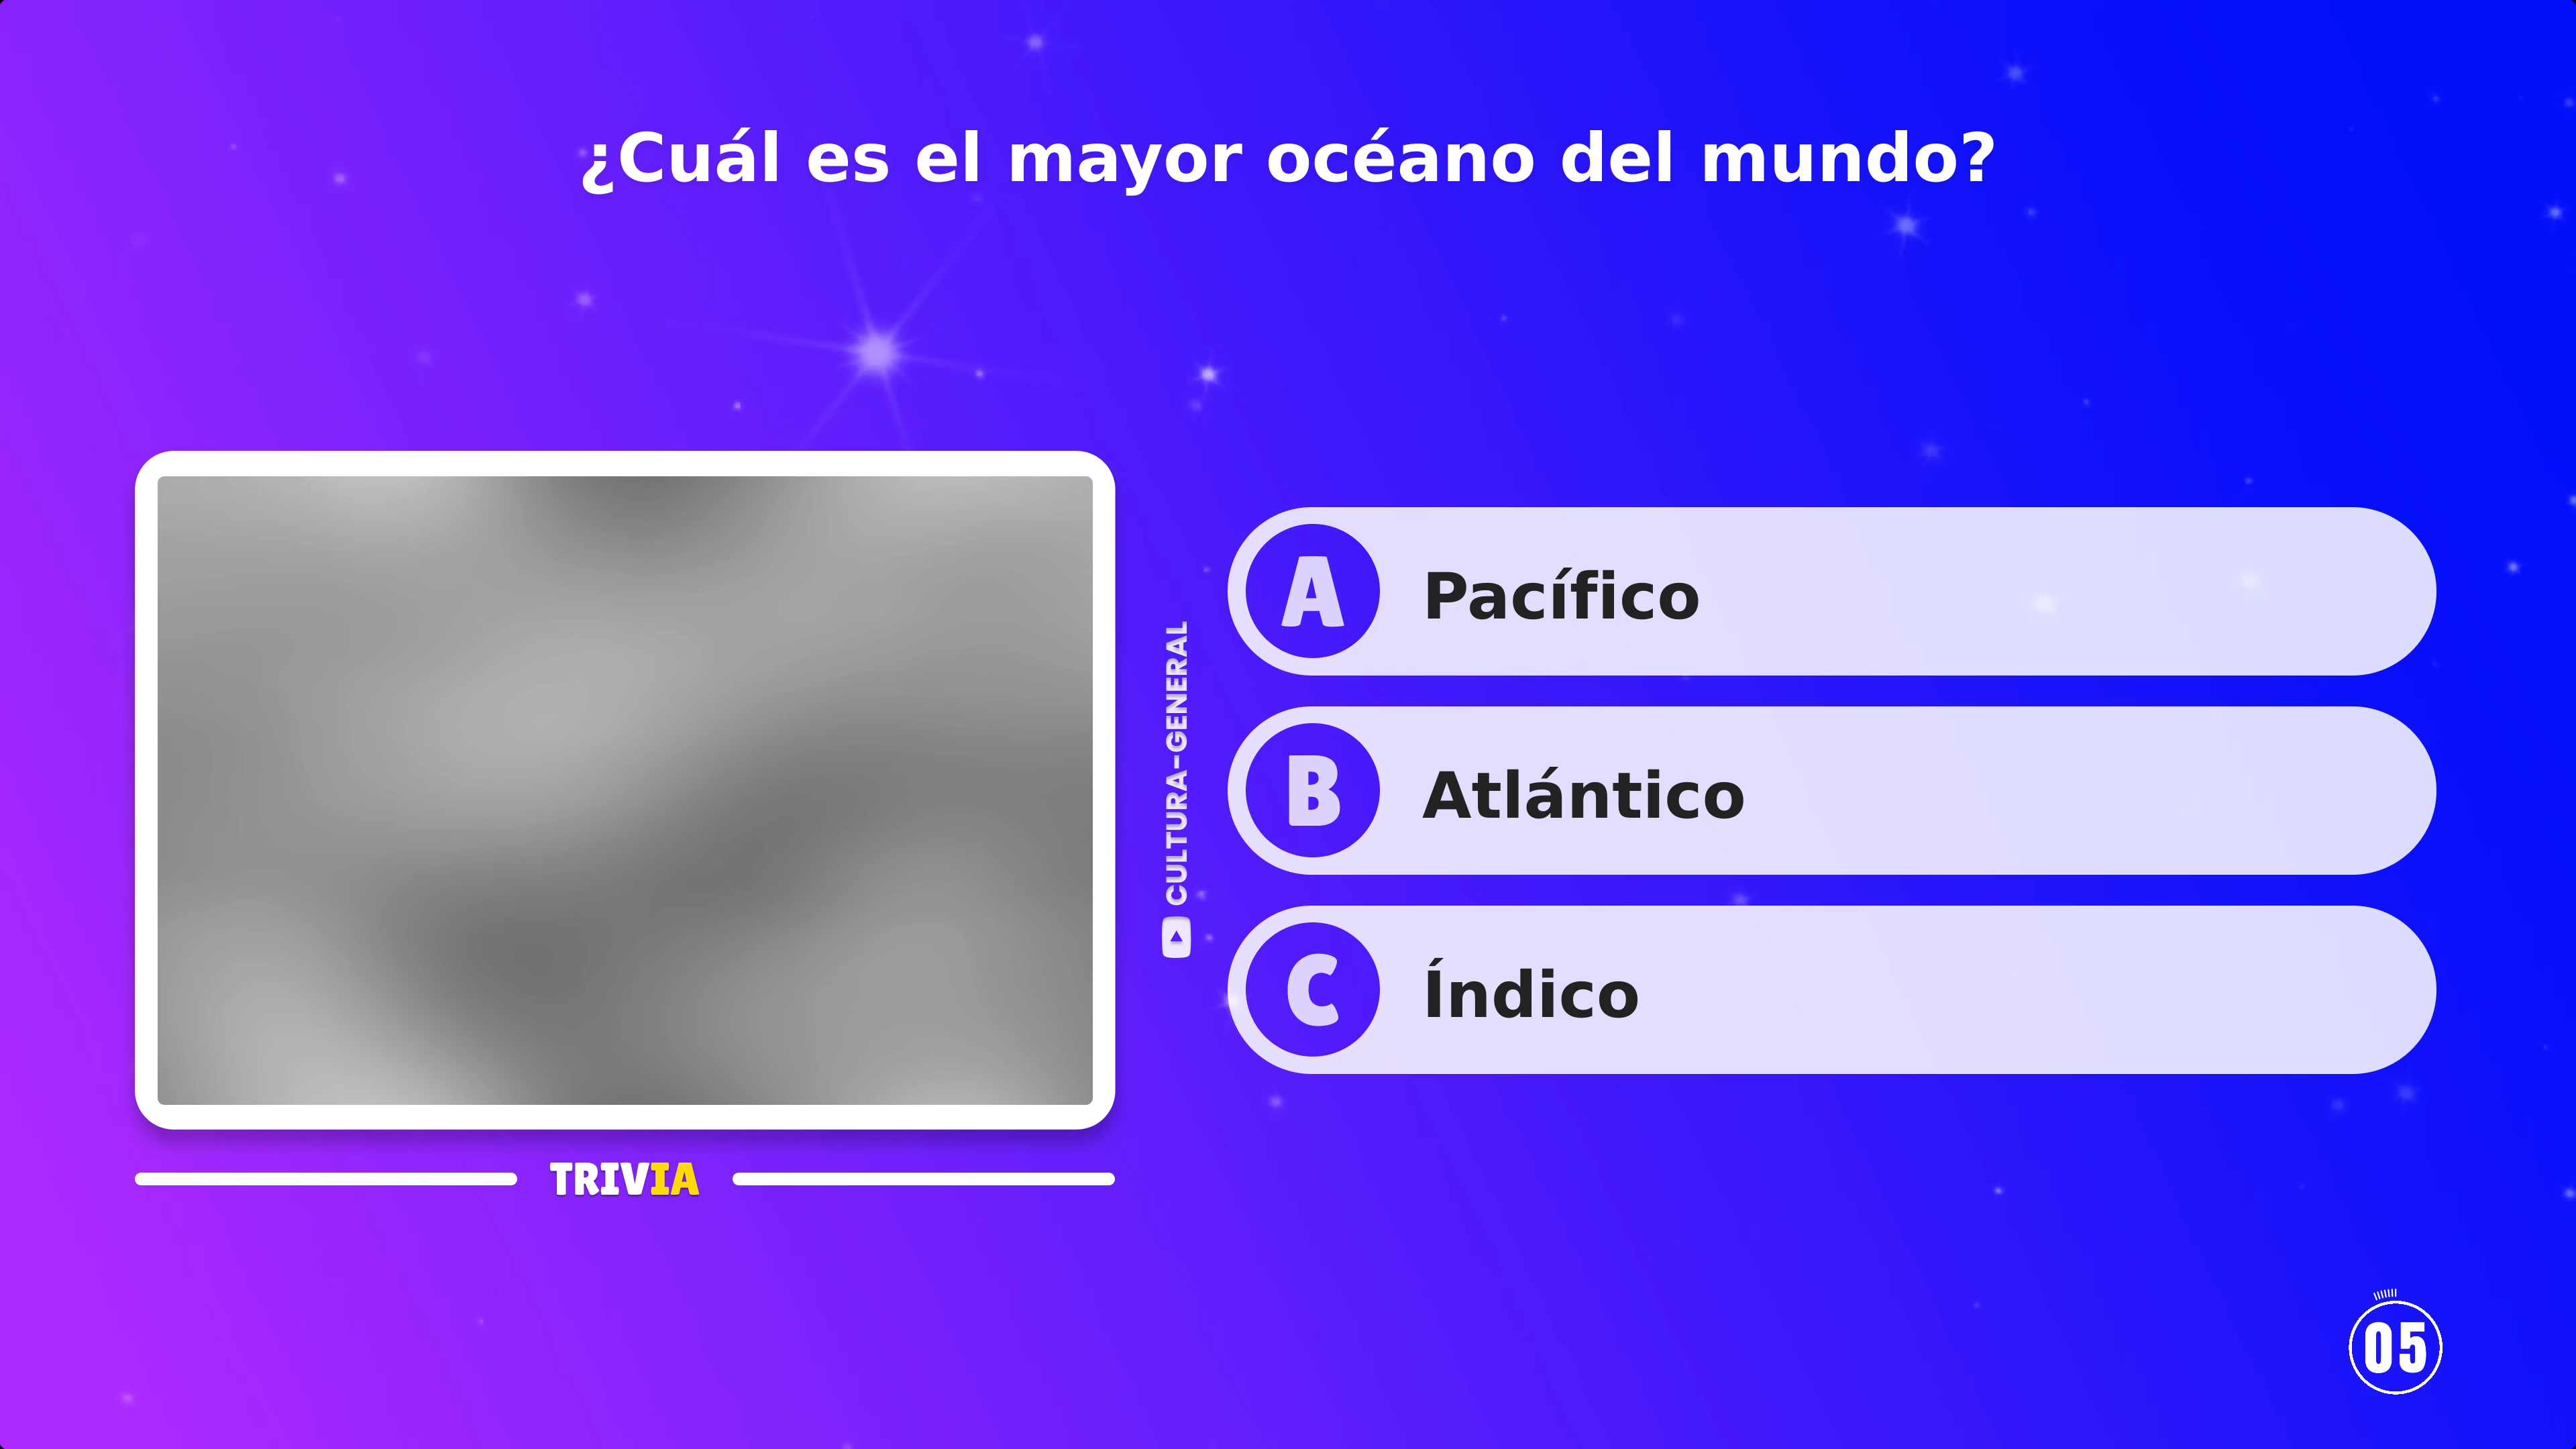 ¿Cuál es el mayor océano del mundo?
A Pacífico
B Atlántico
C Índico
CULTURA-GENERAL
TRIVIA
05